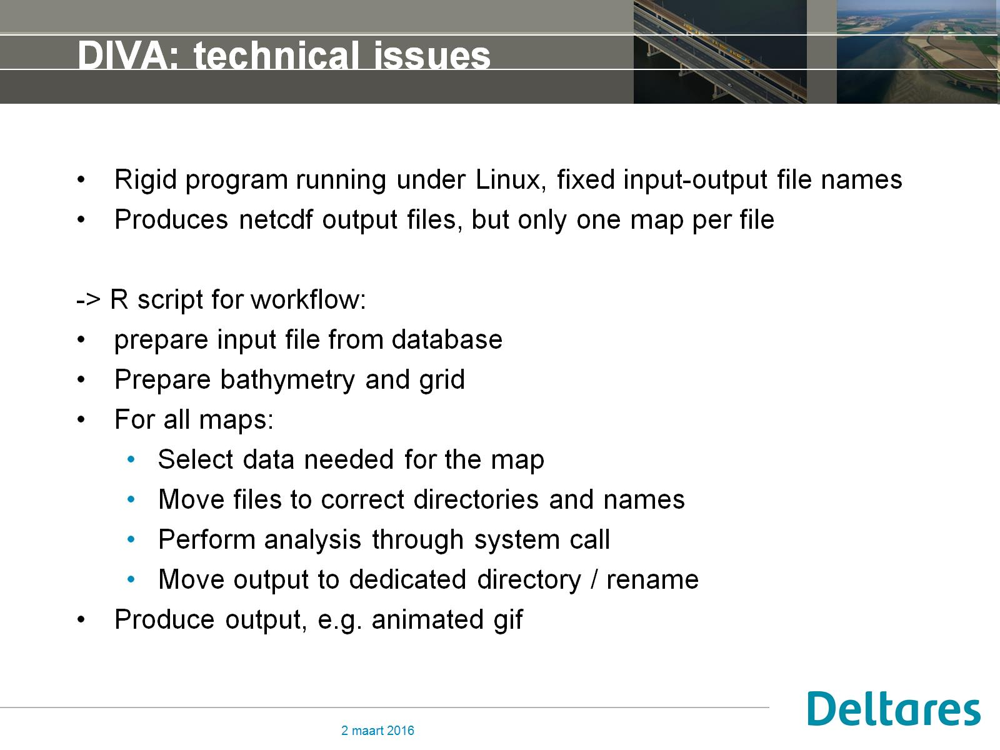 DIVA: technical issues
• Rigid program running under Linux, fixed input-output file names
• Produces netcdf output files, but only one map per file
-> R script for workflow:
• prepare input file from database
• Prepare bathymetry and grid
• For all maps:
• Select data needed for the map
• Move files to correct directories and names
• Perform analysis through system call
• Move output to dedicated directory / rename
• Produce output, e.g. animated gif
Deltares
2 maart 2016